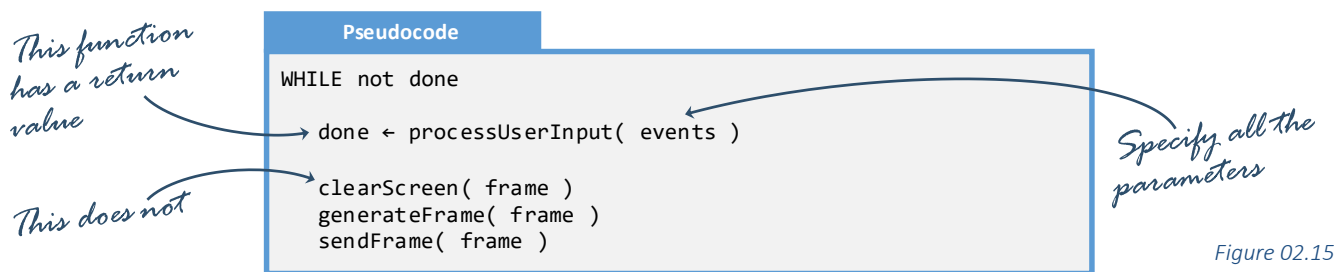 This function
has a return
value
This does not
Pseudocode
WHILE not done
done ← processUserInput( events )
clearScreen( frame )
generateFrame( frame )
sendFrame( frame )
Specify all the
parameters
Figure 02.15